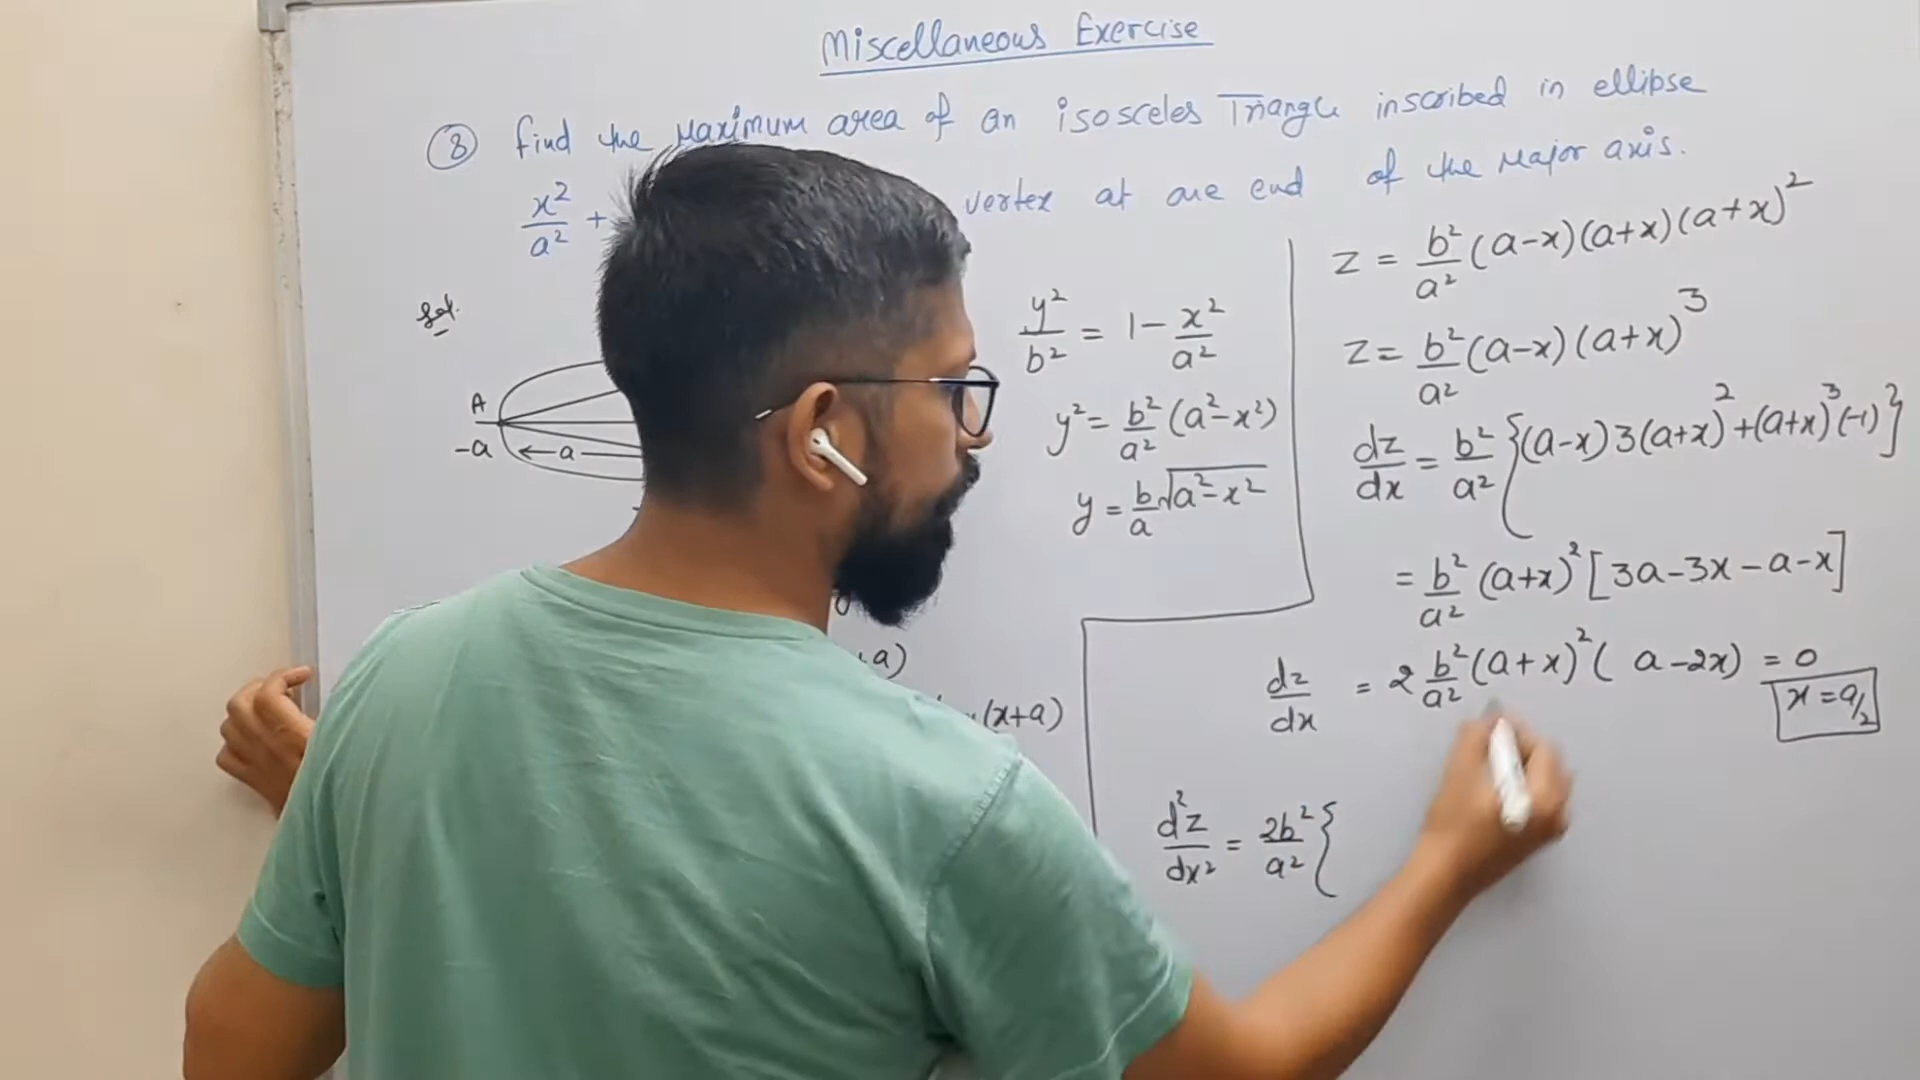 Miscellaneous Exercise
⑧ find the Maximum area of an isosceles Triangle inscribed in ellipse
x²/a² + vertex at one end of the Major axis.
Sol.
A
-a ← a
y²/b² = 1 - x²/a²
y² = b²/a² (a² - x²)
y = b/a √(a² - x²)
+a)
(x+a)
z = b²/a² (a-x)(a+x)(a+x)²
z = b²/a² (a-x)(a+x)³
dz/dx = b²/a² {(a-x)3(a+x)² + (a+x)³(-1)}
= b²/a² (a+x)² [3a-3x-a-x]
dz/dx = 2 b²/a² (a+x)² ( a-2x) = 0
x = a/2
d²z/dx² = 2b²/a² {